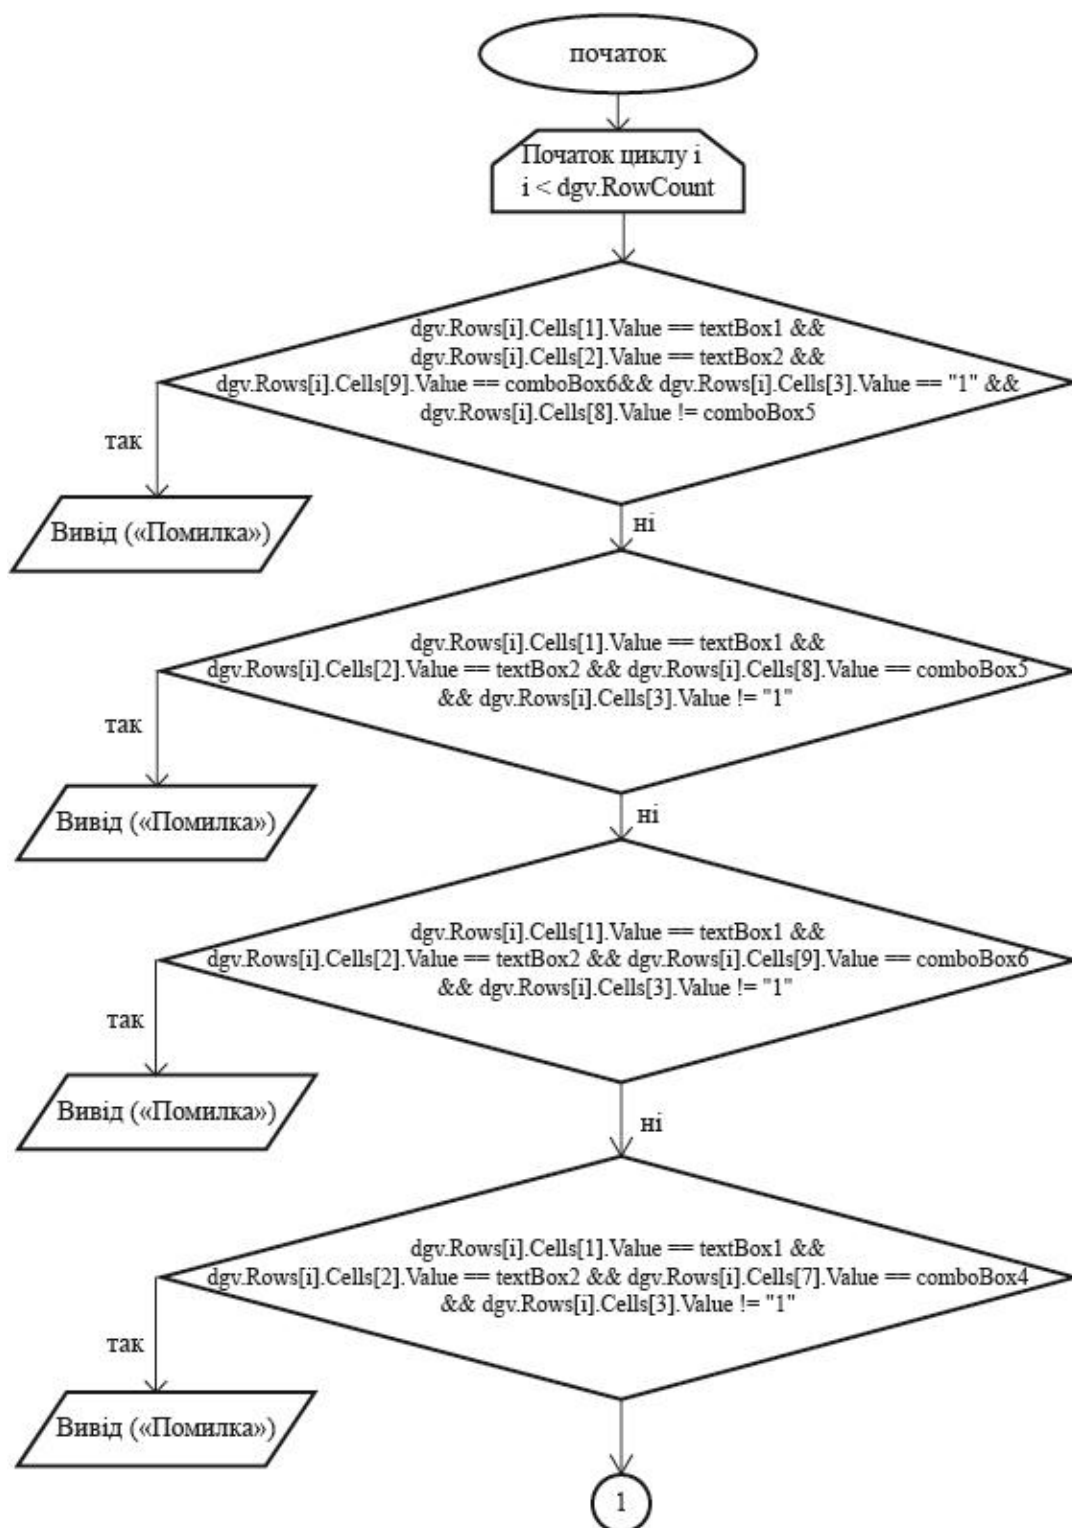 початок
Початок циклу i
i < dgv.RowCount
dgv.Rows[i].Cells[1].Value == textBox1 &&
dgv.Rows[i].Cells[2].Value == textBox2 &&
dgv.Rows[i].Cells[9].Value == comboBox6&& dgv.Rows[i].Cells[3].Value == "1" &&
dgv.Rows[i].Cells[8].Value != comboBox5
так
Вивід («Помилка»)
ні
dgv.Rows[i].Cells[1].Value == textBox1 &&
dgv.Rows[i].Cells[2].Value == textBox2 && dgv.Rows[i].Cells[8].Value == comboBox5
&& dgv.Rows[i].Cells[3].Value != "1"
так
Вивід («Помилка»)
ні
dgv.Rows[i].Cells[1].Value == textBox1 &&
dgv.Rows[i].Cells[2].Value == textBox2 && dgv.Rows[i].Cells[9].Value == comboBox6
&& dgv.Rows[i].Cells[3].Value != "1"
так
Вивід («Помилка»)
ні
dgv.Rows[i].Cells[1].Value == textBox1 &&
dgv.Rows[i].Cells[2].Value == textBox2 && dgv.Rows[i].Cells[7].Value == comboBox4
&& dgv.Rows[i].Cells[3].Value != "1"
так
Вивід («Помилка»)
1